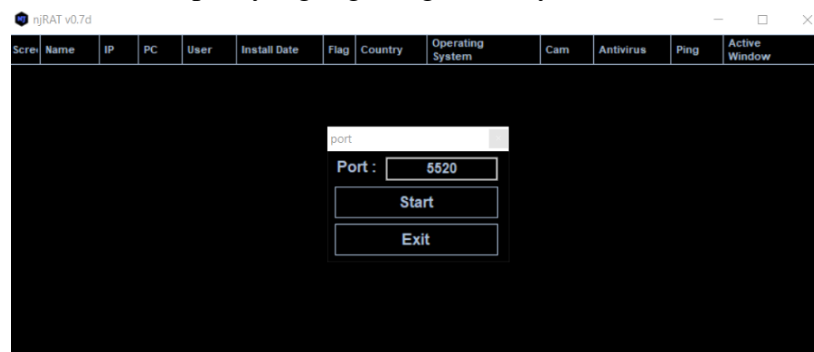 njRAT v0.7d
Scre Name IP PC User Install Date Flag Country Operating System Cam Antivirus Ping Active Window
port
Port : 5520
Start
Exit